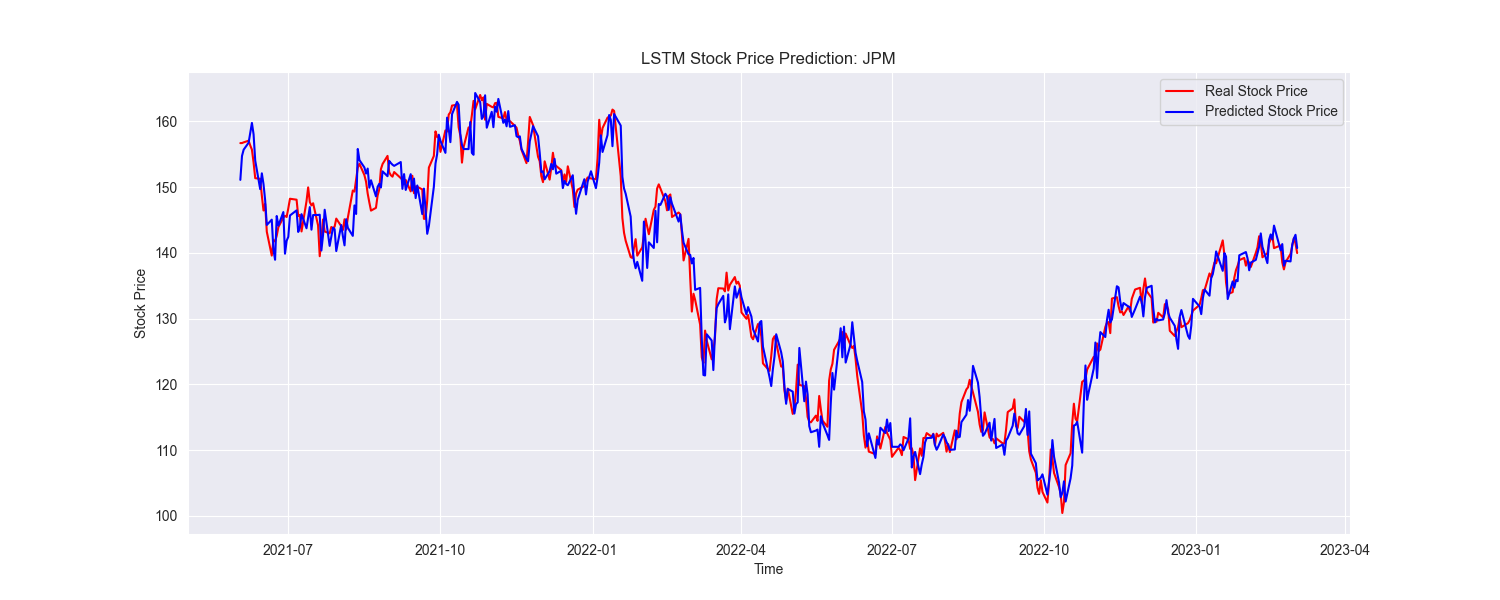 LSTM Stock Price Prediction: JPM
Real Stock Price
Predicted Stock Price
Stock Price
160
150
140
130
120
110
100
2021-07 2021-10 2022-01 2022-04 2022-07 2022-10 2023-01 2023-04
Time